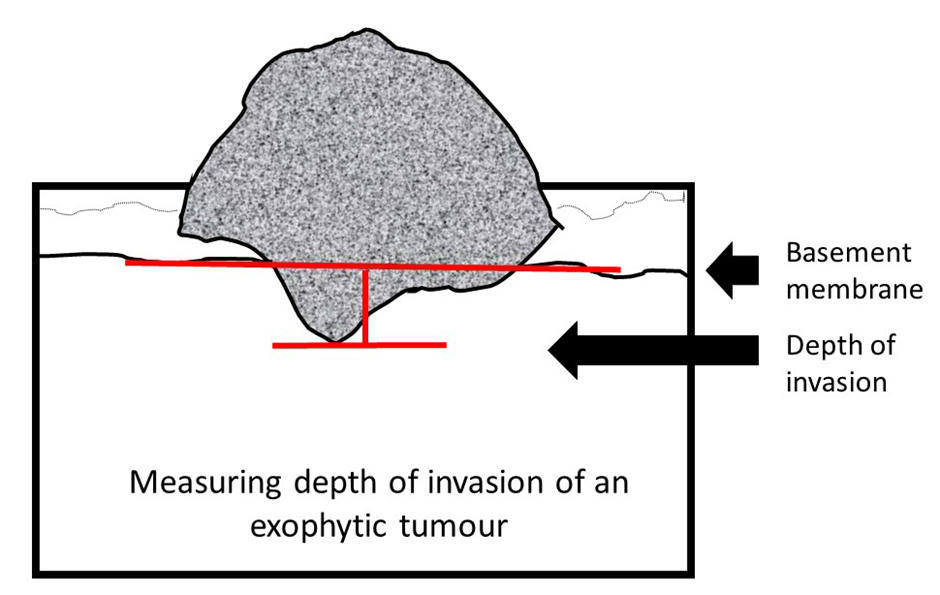 Basement
membrane
Depth of
invasion
Measuring depth of invasion of an
exophytic tumour